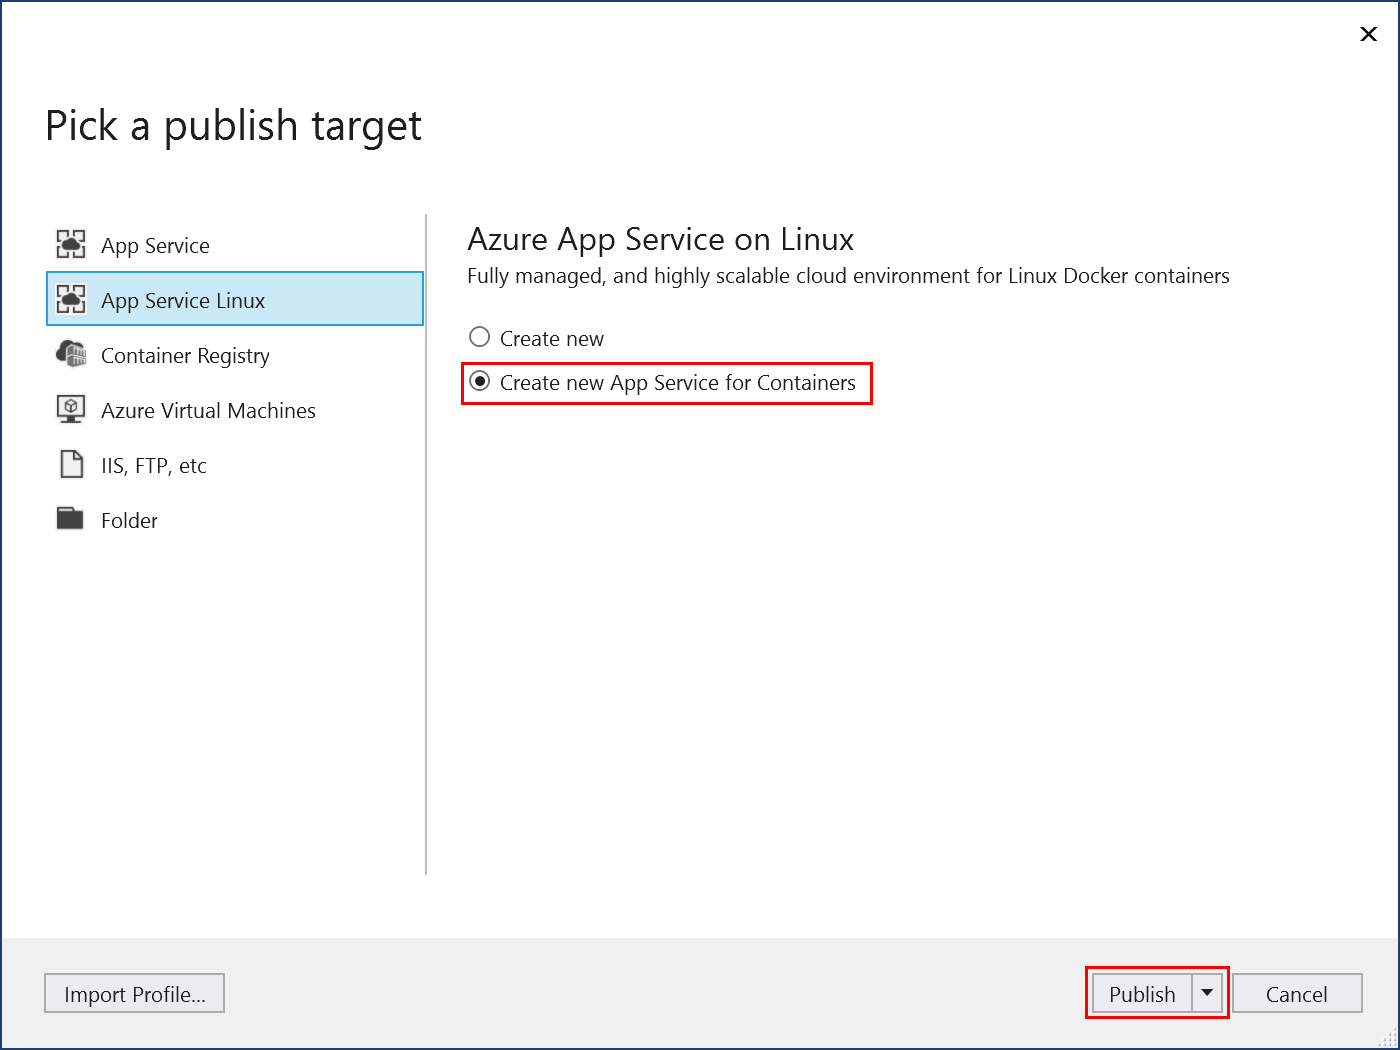 Pick a publish target
App Service
App Service Linux
Container Registry
Azure Virtual Machines
IIS, FTP, etc
Folder
Azure App Service on Linux
Fully managed, and highly scalable cloud environment for Linux Docker containers
Create new
Create new App Service for Containers
Import Profile...
Publish
Cancel